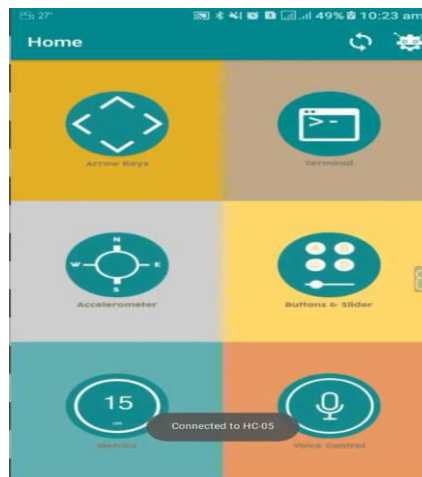 27° 49% 10:23 am
Home
Arrow Keys
Terminal
>-
N
W E
S
Accelerometer
A B
C D
Buttons & Slider
15
Metrics
Connected to HC-05
Voice Control